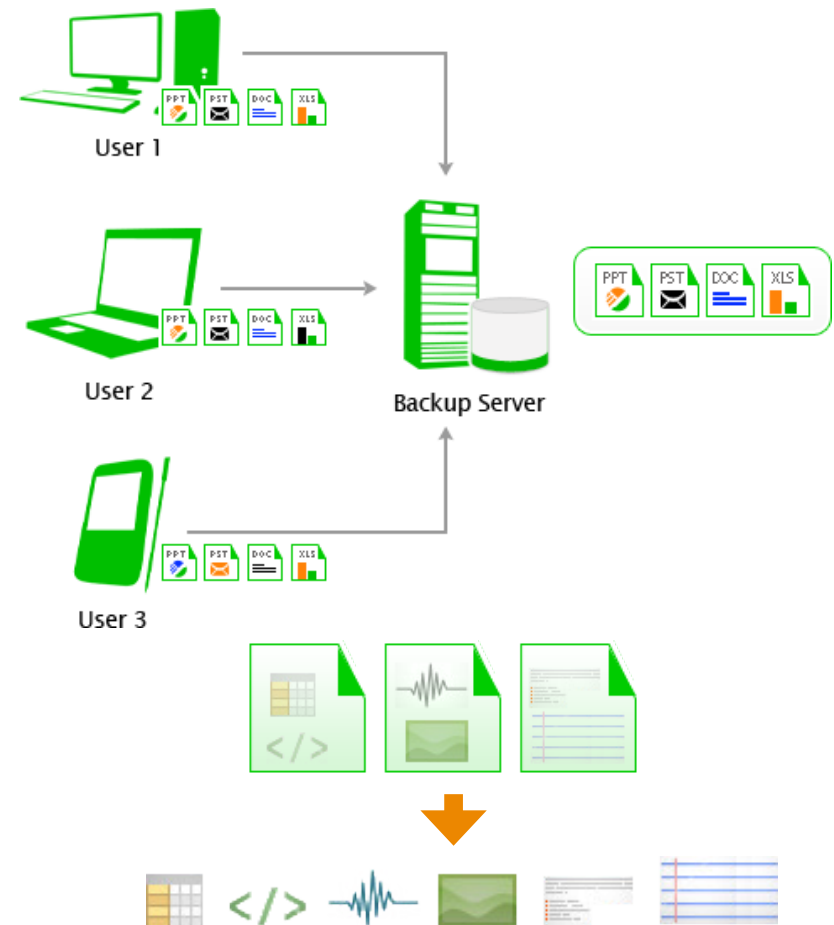 PPT PST DOC XLS
User 1
PPT PST DOC XLS
PPT PST DOC XLS
User 2
Backup Server
PPT PST DOC XLS
User 3
</>
</>